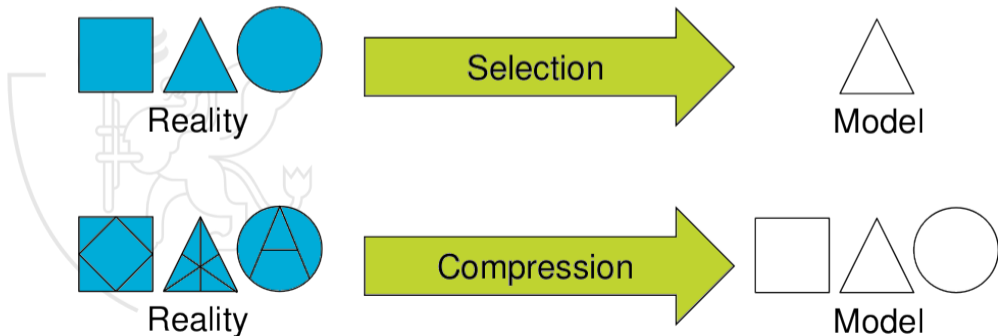 Selection
Reality
Model
Compression
Reality
Model